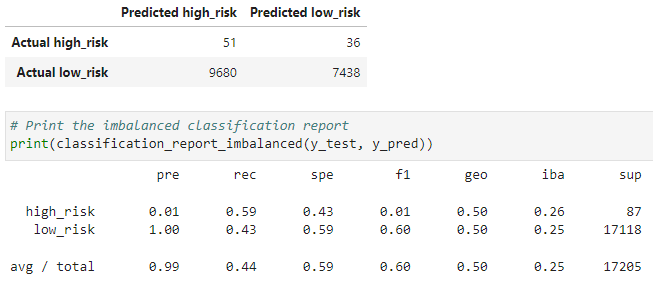 Predicted high_risk Predicted low_risk
Actual high_risk 51 36
Actual low_risk 9680 7438
# Print the imbalanced classification report
print(classification_report_imbalanced(y_test, y_pred))
pre rec spe f1 geo iba sup
high_risk 0.01 0.59 0.43 0.01 0.50 0.26 87
low_risk 1.00 0.43 0.59 0.60 0.50 0.25 17118
avg / total 0.99 0.44 0.59 0.60 0.50 0.25 17205